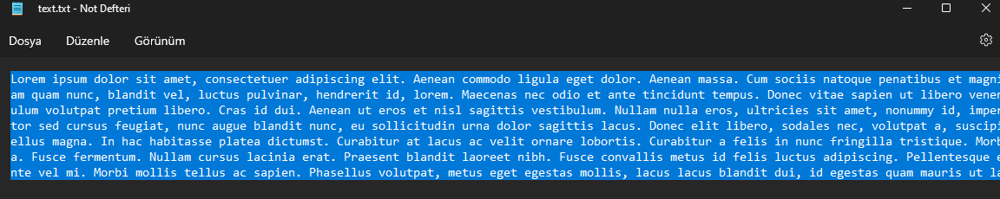 text.txt - Not Defteri
Dosya Düzenle Görünüm
Lorem ipsum dolor sit amet, consectetuer adipiscing elit. Aenean commodo ligula eget dolor. Aenean massa. Cum sociis natoque penatibus et magni
am quam nunc, blandit vel, luctus pulvinar, hendrerit id, lorem. Maecenas nec odio et ante tincidunt tempus. Donec vitae sapien ut libero vene
ulum volutpat pretium libero. Cras id dui. Aenean ut eros et nisl sagittis vestibulum. Nullam nulla eros, ultricies sit amet, nonummy id, impe
tor sed cursus feugiat, nunc augue blandit nunc, eu sollicitudin urna dolor sagittis lacus. Donec elit libero, sodales nec, volutpat a, suscipi
ellus magna. In hac habitasse platea dictumst. Curabitur at lacus ac velit ornare lobortis. Curabitur a felis in nunc fringilla tristique. Mor
a. Fusce fermentum. Nullam cursus lacinia erat. Praesent blandit laoreet nibh. Fusce convallis metus id felis luctus adipiscing. Pellentesque e
nte vel mi. Morbi mollis tellus ac sapien. Phasellus volutpat, metus eget egestas mollis, lacus lacus blandit dui, id egestas quam mauris ut la